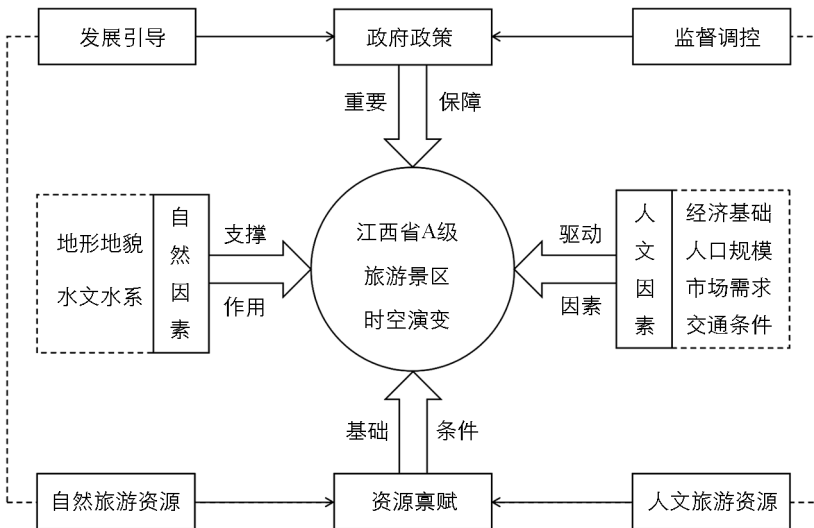 发展引导
政府政策
监督调控
重要
保障
地形地貌
水文水系
自然因素
支撑
作用
江西省A级
旅游景区
时空演变
驱动
因素
人文因素
经济基础
人口规模
市场需求
交通条件
基础
条件
自然旅游资源
资源禀赋
人文旅游资源